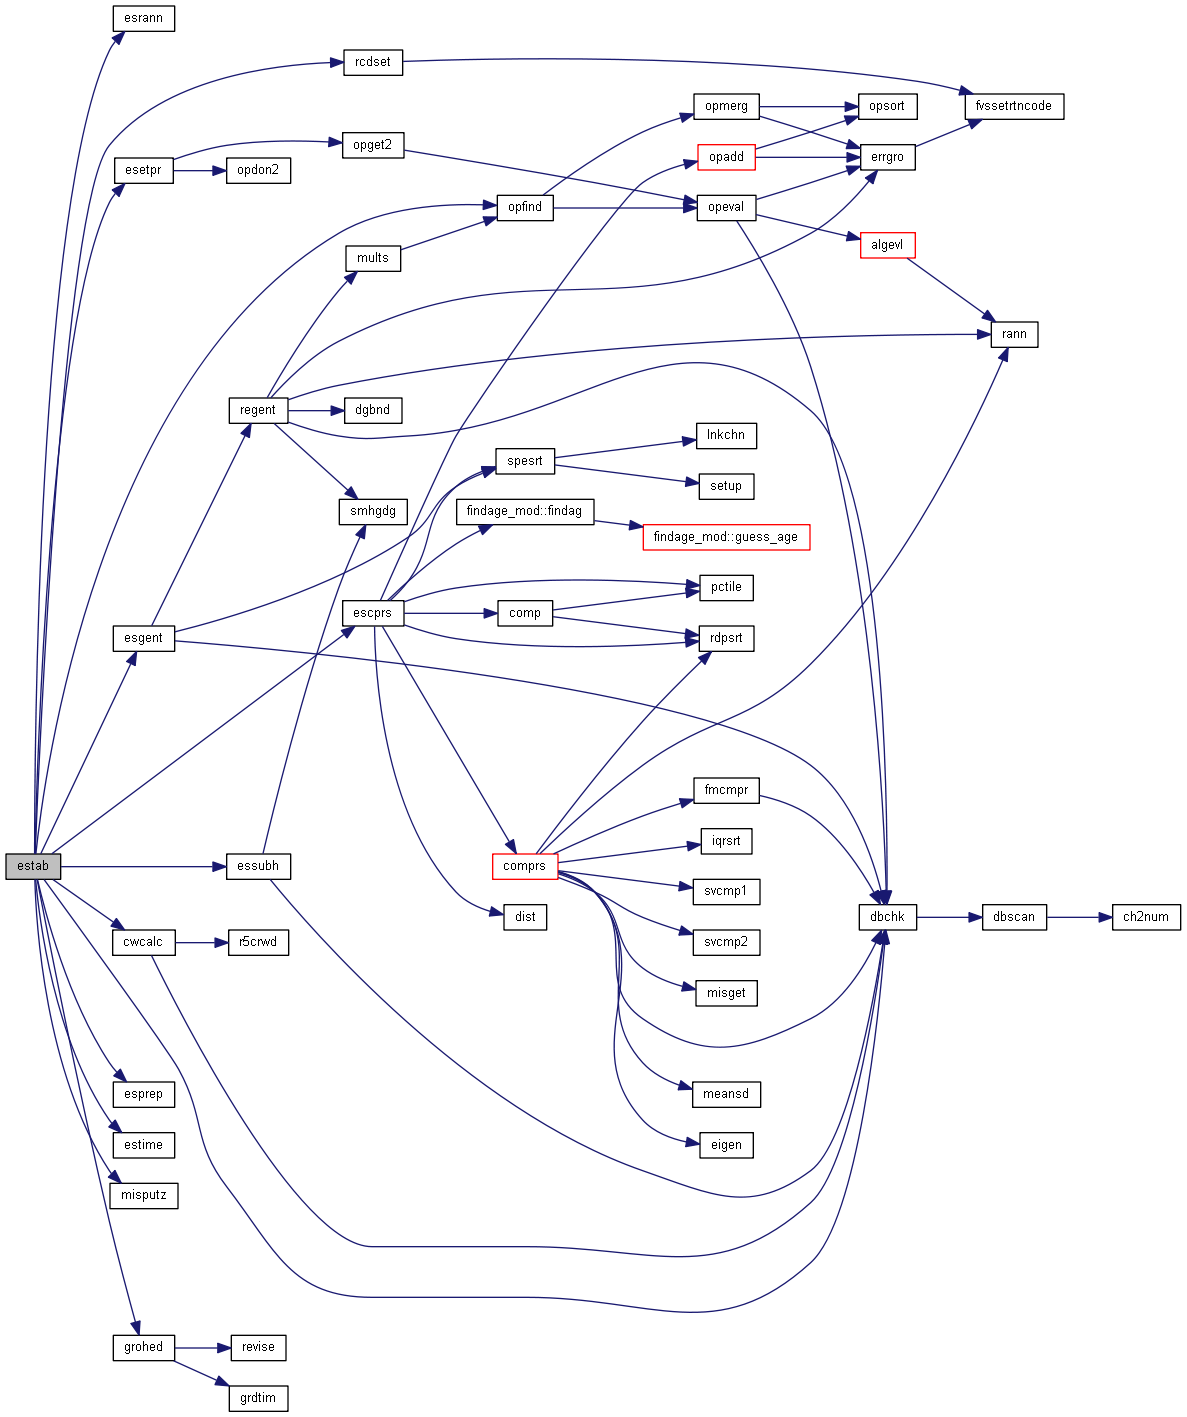 esrann
rcdset
opmerg
opsort
fvssetrtncode
opget2
opadd
errgro
esetpr
opdon2
opfind
opeval
mults
algevl
rann
regent
dgbnd
lnkchn
spesrt
setup
smhgdg
findage_mod::findag
findage_mod::guess_age
pctile
escprs
comp
esgent
rdpsrt
fmcmpr
iqrsrt
estab
essubh
comprs
svcmp1
dist
dbchk
dbscan
ch2num
cwcalc
r5crwd
svcmp2
misget
esprep
meansd
estime
eigen
misputz
grohed
revise
grdtim